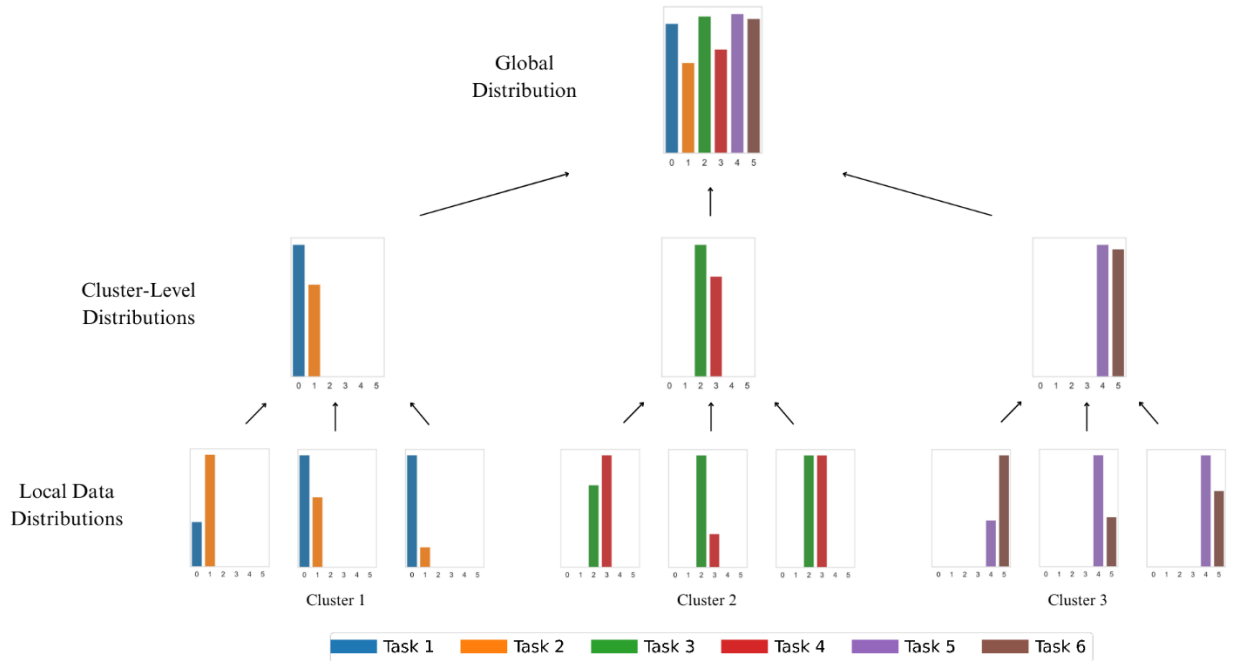 Global
Distribution
0 1 2 3 4 5
Cluster-Level
Distributions
0 1 2 3 4 5
0 1 2 3 4 5
0 1 2 3 4 5
Local Data
Distributions
0 1 2 3 4 5
0 1 2 3 4 5
0 1 2 3 4 5
0 1 2 3 4 5
0 1 2 3 4 5
0 1 2 3 4 5
0 1 2 3 4 5
0 1 2 3 4 5
0 1 2 3 4 5
Cluster 1
Cluster 2
Cluster 3
Task 1 Task 2 Task 3 Task 4 Task 5 Task 6